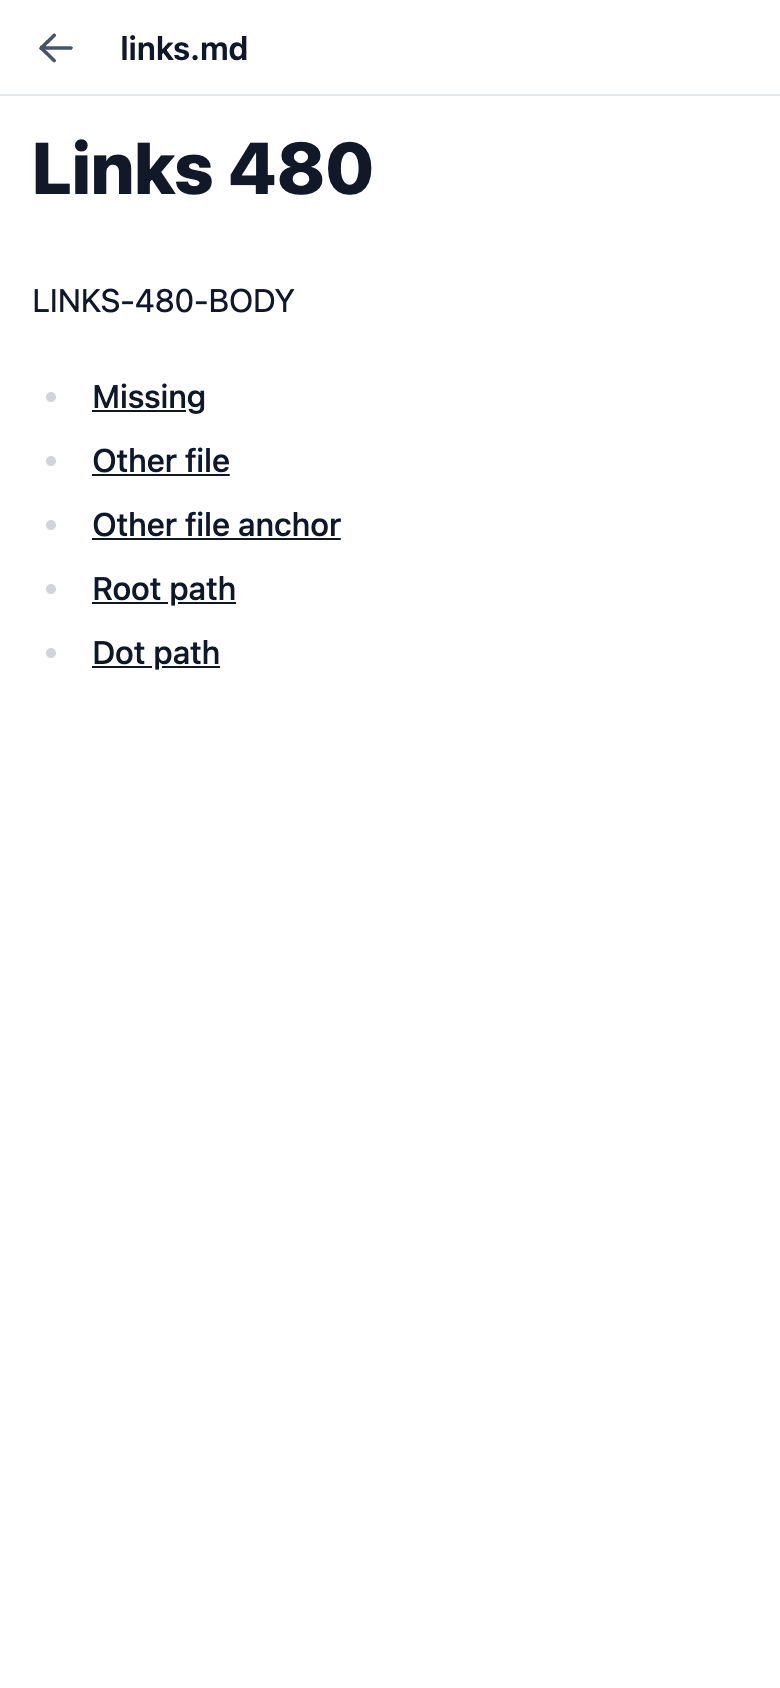 links.md
Links 480
LINKS-480-BODY
Missing
Other file
Other file anchor
Root path
Dot path